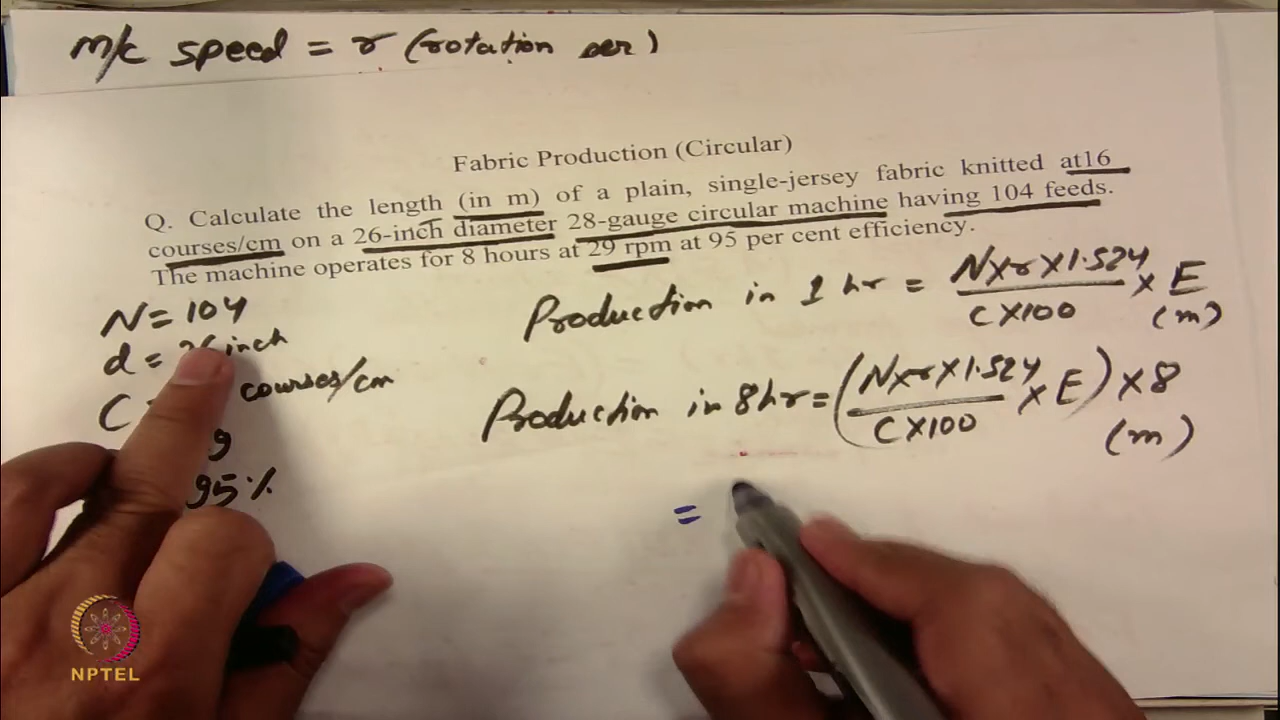 m/c speed = r (rotation )
Fabric Production (Circular)
Q. Calculate the length (in m) of a plain, single-jersey fabric knitted at16
courses/cm on a 26-inch diameter 28-gauge circular machine having 104 feeds.
The machine operates for 8 hours at 29 rpm at 95 per cent efficiency.
N = 104
d = inch
C = courses/cm
9
95%
Production in 1 hr = N×r×1.524 / C×100 × E (m)
Production in 8hr = (N×r×1.524 / C×100 × E) × 8 (m)
=
NPTEL